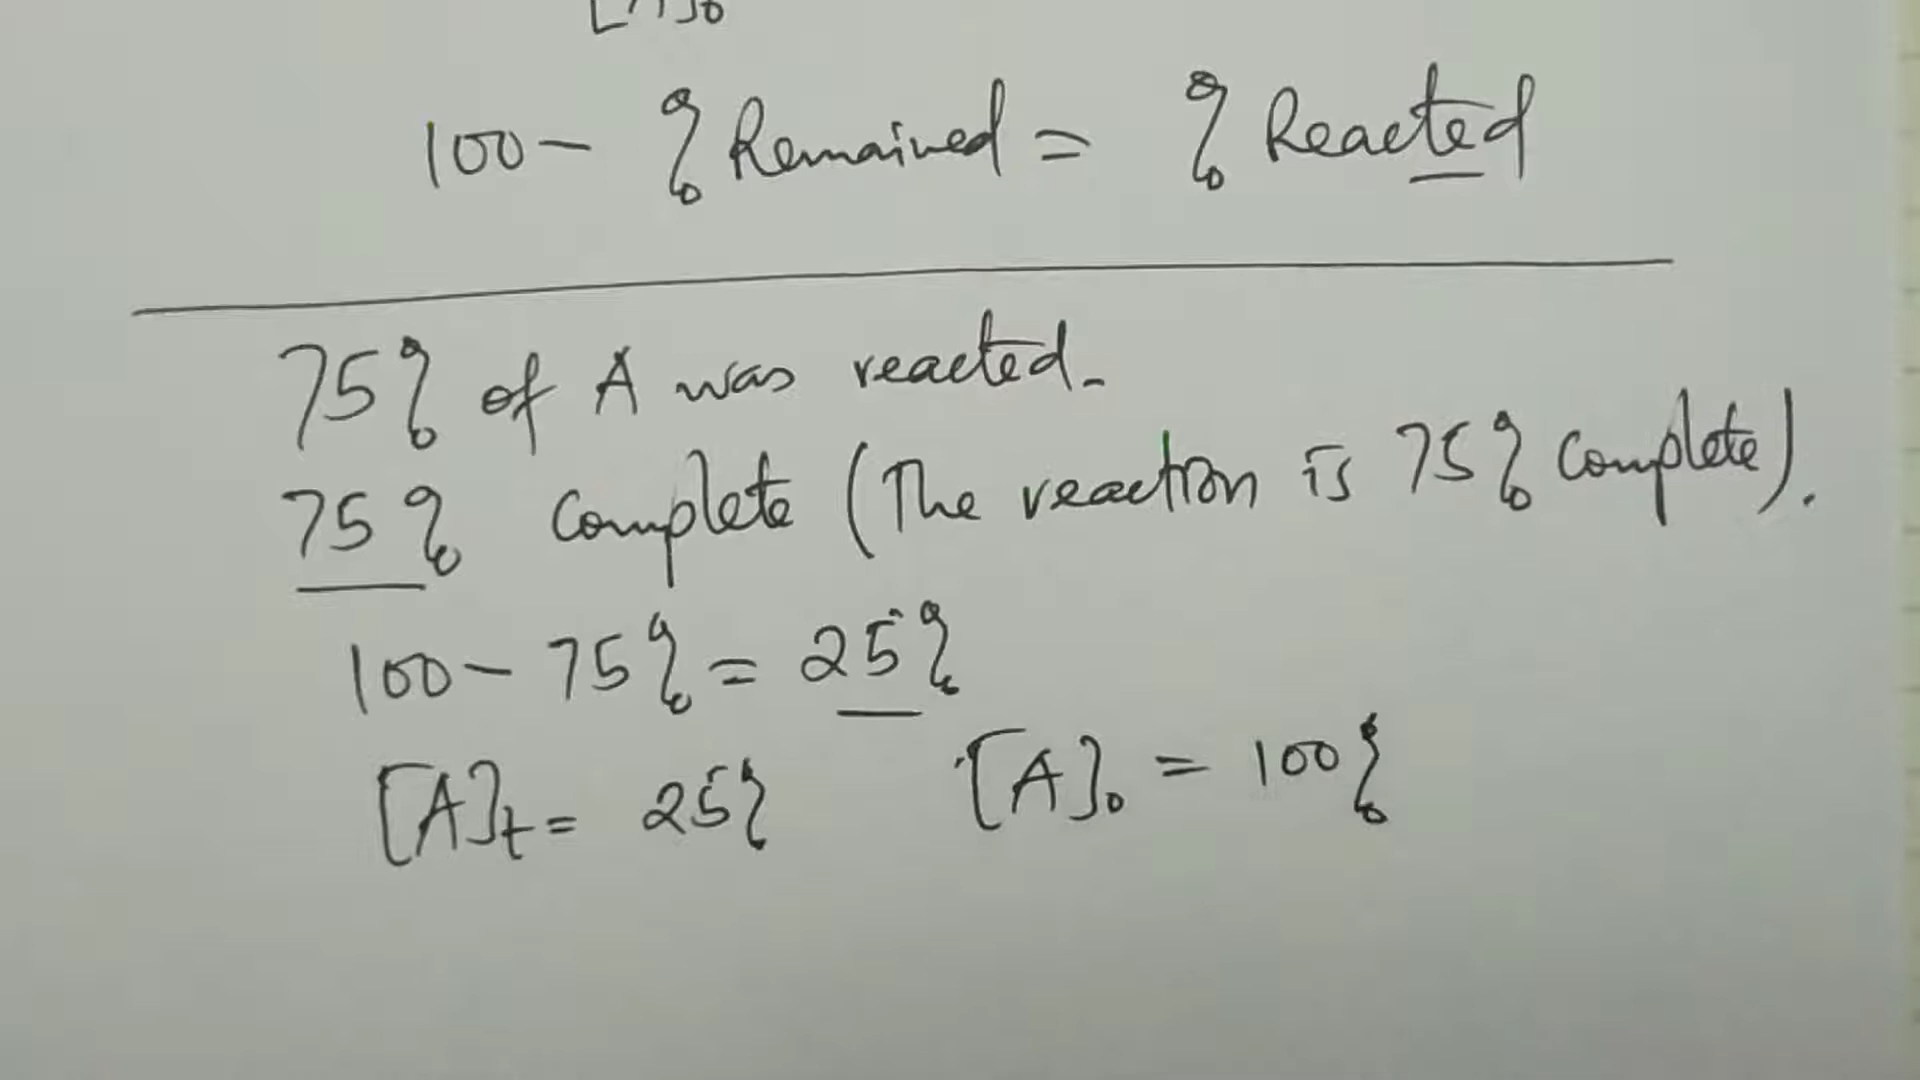 [A]₀
100 - % Remained = % Reacted
75% of A was reacted.
75% complete (The reaction is 75% complete).
100 - 75% = 25%
[A]t = 25% [A]₀ = 100%